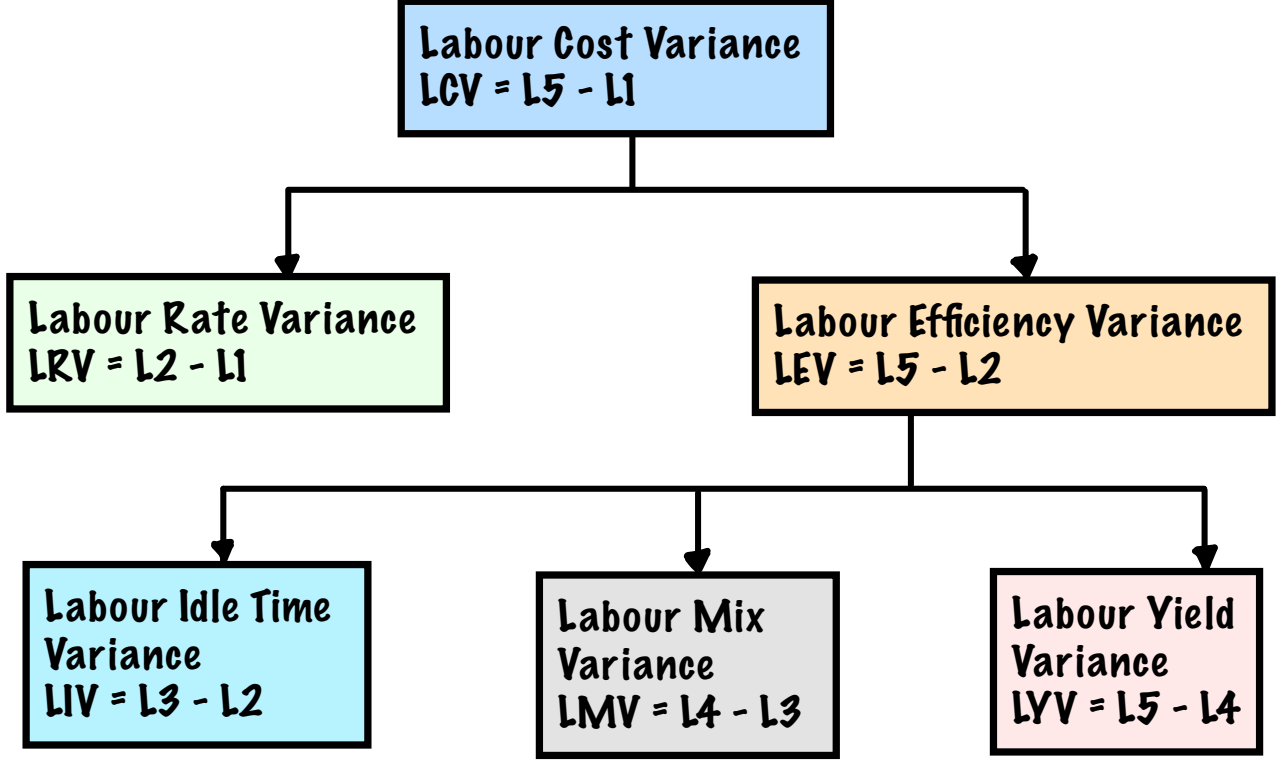 Labour Cost Variance
LCV = L5 - L1
Labour Rate Variance
LRV = L2 - L1
Labour Efficiency Variance
LEV = L5 - L2
Labour Idle Time
Variance
LIV = L3 - L2
Labour Mix
Variance
LMV = L4 - L3
Labour Yield
Variance
LYV = L5 - L4